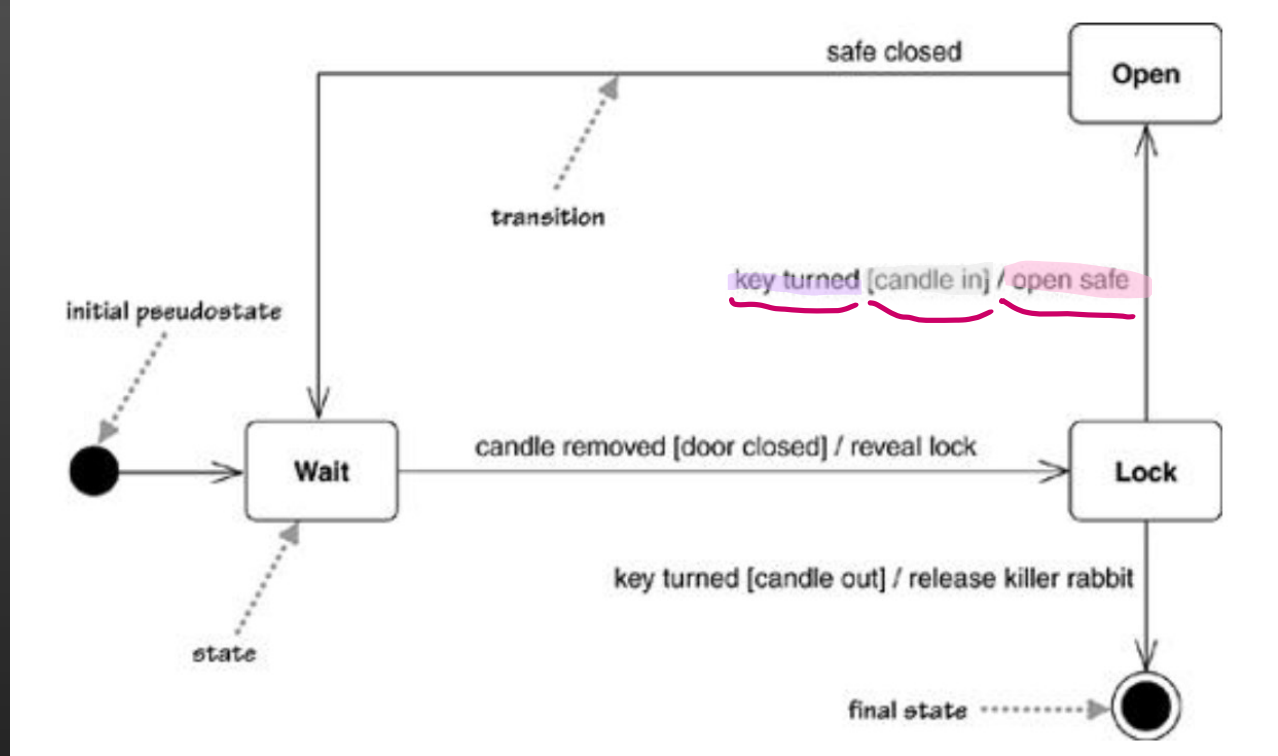 safe closed
Open
transition
key turned [candle in] / open safe
initial pseudostate
candle removed [door closed] / reveal lock
Wait
Lock
key turned [candle out] / release killer rabbit
state
final state